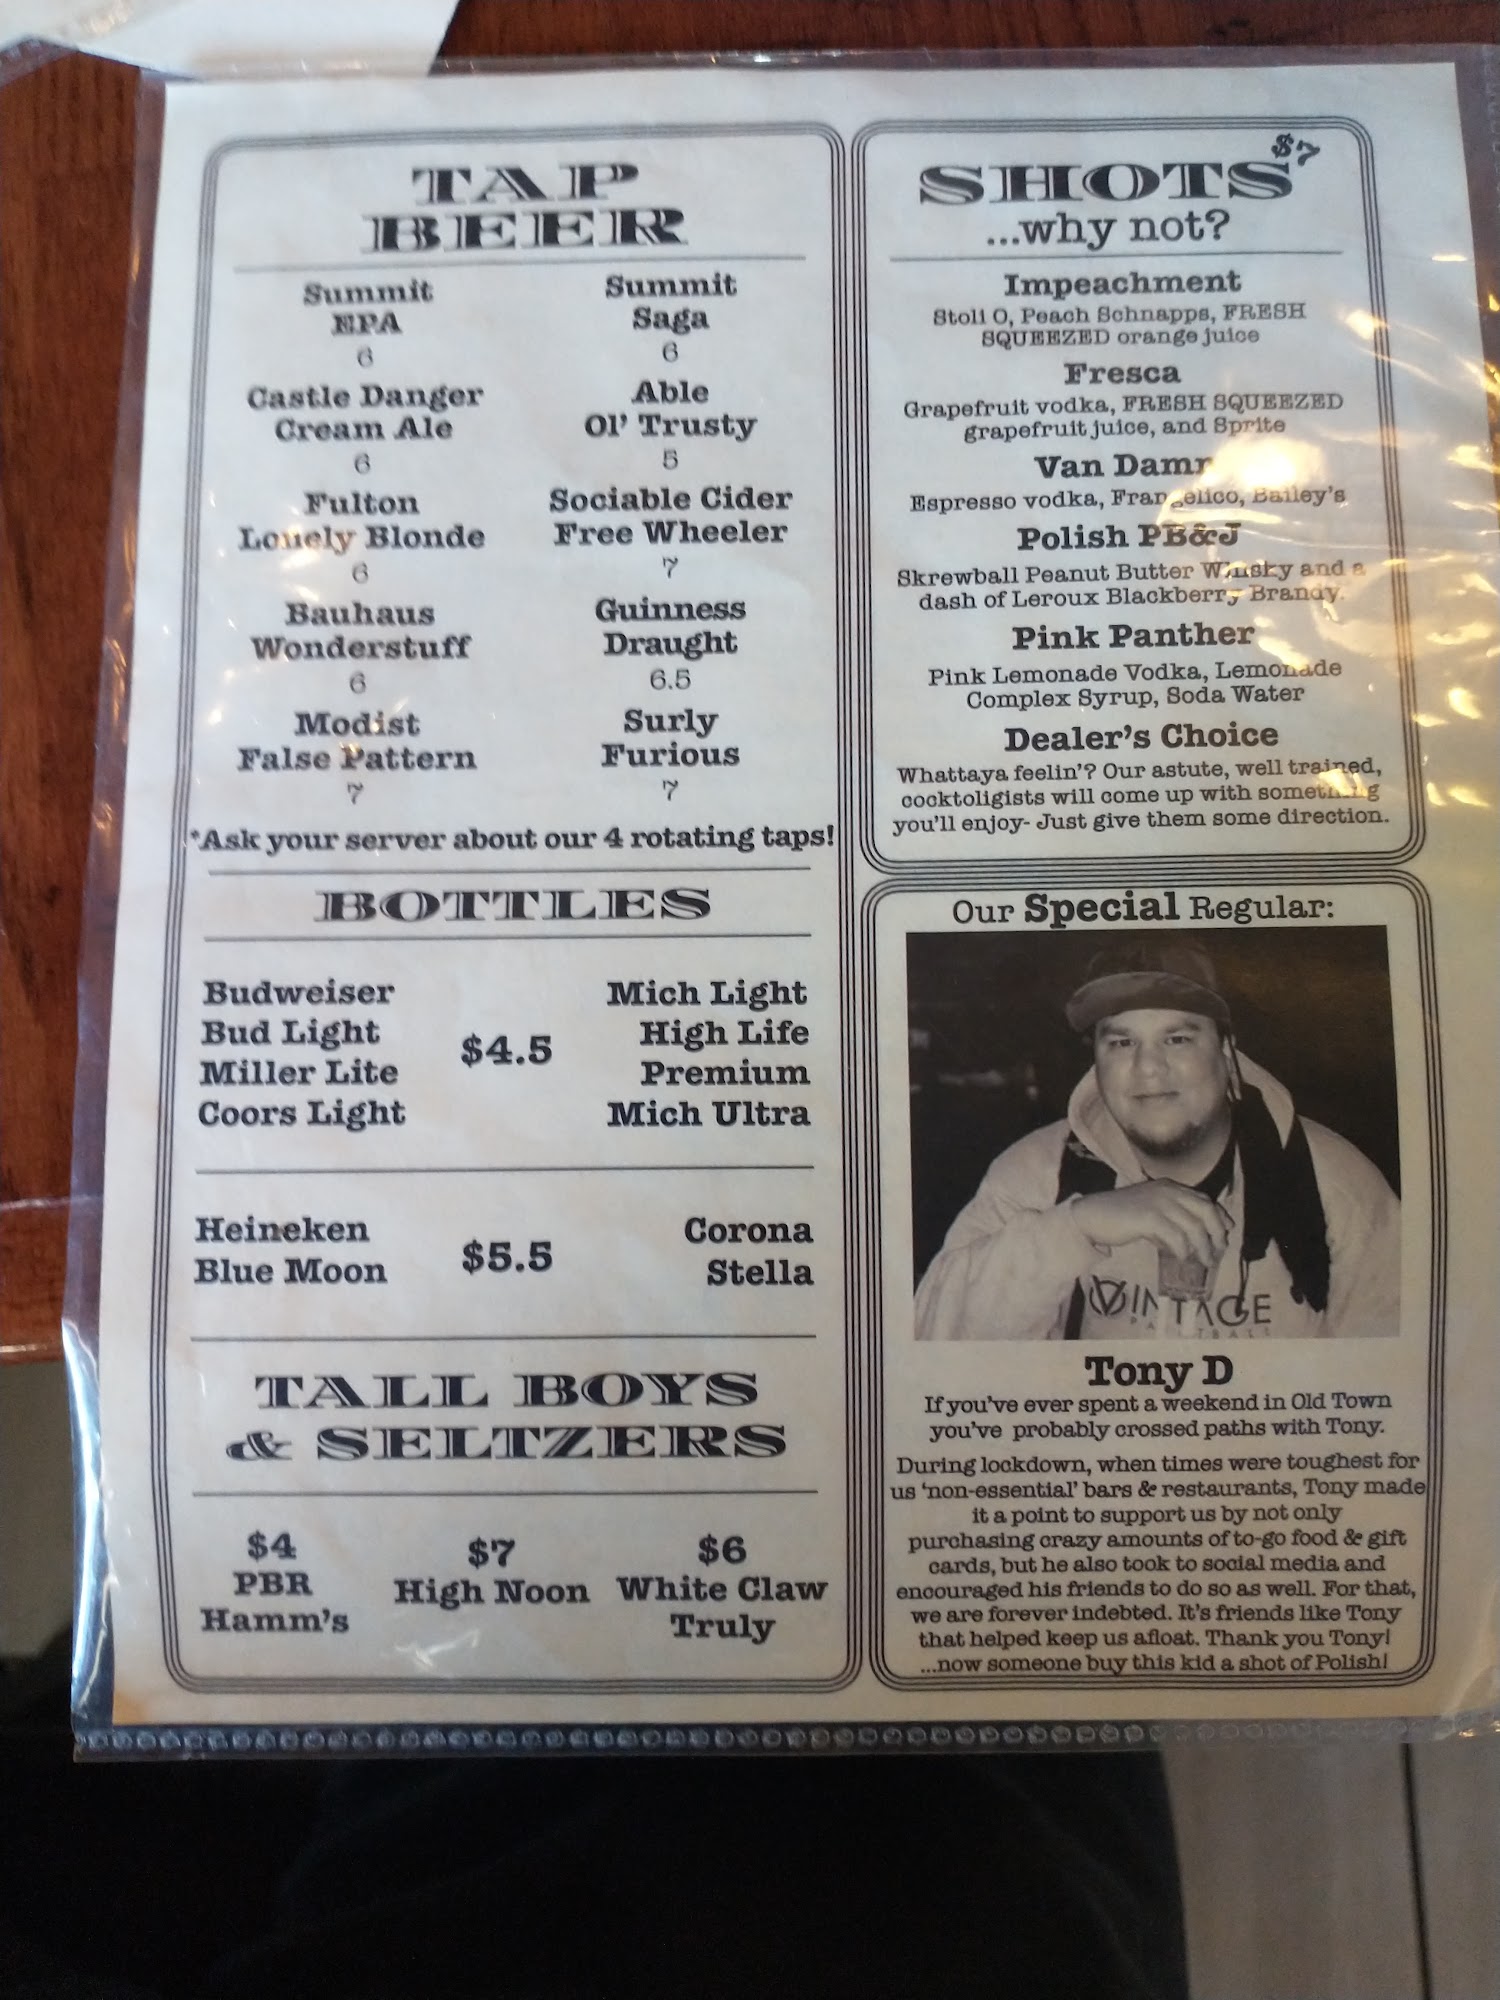 TAP
BEER
Summit
EPA
6
Summit
Saga
6
Castle Danger
Cream Ale
6
Able
Ol' Trusty
5
Fulton
Lonely Blonde
6
Sociable Cider
Free Wheeler
7
Bauhaus
Wonderstuff
6
Guinness
Draught
6.5
Modist
False Pattern
7
Surly
Furious
7
*Ask your server about our 4 rotating taps!
BOTTLES
Budweiser
Bud Light
Miller Lite
Coors Light
$4.5
Mich Light
High Life
Premium
Mich Ultra
Heineken
Blue Moon
$5.5
Corona
Stella
TALL BOYS
& SELTZERS
$4
PBR
Hamm's
$7
High Noon
$6
White Claw
Truly
SHOTS $7
...why not?
Impeachment
Stoli O, Peach Schnapps, FRESH
SQUEEZED orange juice
Fresca
Grapefruit vodka, FRESH SQUEEZED
grapefruit juice, and Sprite
Van Damr
Espresso vodka, Frangelico, Bailey's
Polish PB&J
Skrewball Peanut Butter Whisky and a
dash of Leroux Blackberry Brandy.
Pink Panther
Pink Lemonade Vodka, Lemonade
Complex Syrup, Soda Water
Dealer's Choice
Whattaya feelin'? Our astute, well trained,
cocktoligists will come up with something
you'll enjoy- Just give them some direction.
Our Special Regular:
VINTAGE
Tony D
If you've ever spent a weekend in Old Town
you've probably crossed paths with Tony.
During lockdown, when times were toughest for
us 'non-essential' bars & restaurants, Tony made
it a point to support us by not only
purchasing crazy amounts of to-go food & gift
cards, but he also took to social media and
encouraged his friends to do so as well. For that,
we are forever indebted. It's friends like Tony
that helped keep us afloat. Thank you Tony!
...now someone buy this kid a shot of Polish!